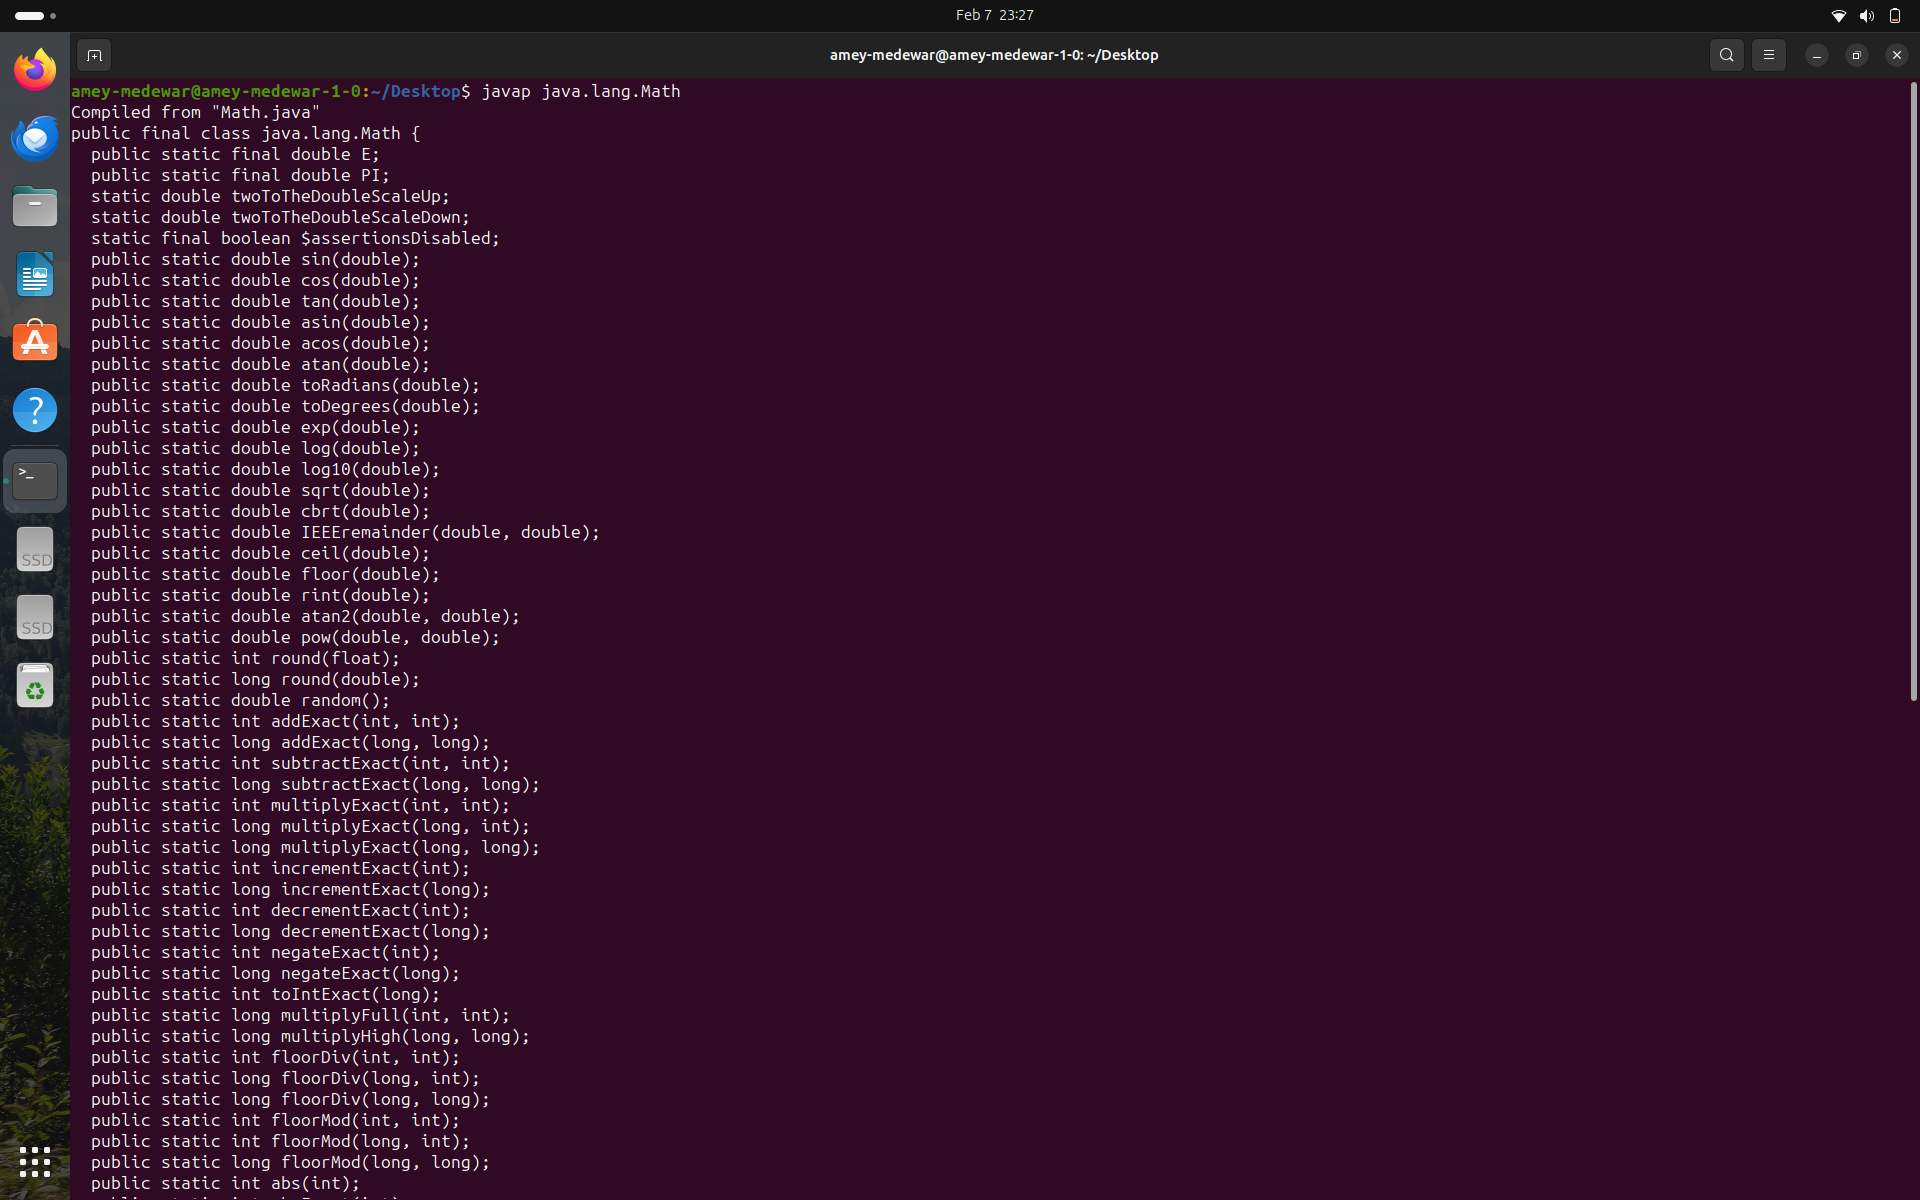 Feb 7 23:27
amey-medewar@amey-medewar-1-0: ~/Desktop
amey-medewar@amey-medewar-1-0:~/Desktop$ javap java.lang.Math
Compiled from "Math.java"
public final class java.lang.Math {
  public static final double E;
  public static final double PI;
  static double twoToTheDoubleScaleUp;
  static double twoToTheDoubleScaleDown;
  static final boolean $assertionsDisabled;
  public static double sin(double);
  public static double cos(double);
  public static double tan(double);
  public static double asin(double);
  public static double acos(double);
  public static double atan(double);
  public static double toRadians(double);
  public static double toDegrees(double);
  public static double exp(double);
  public static double log(double);
  public static double log10(double);
  public static double sqrt(double);
  public static double cbrt(double);
  public static double IEEEremainder(double, double);
  public static double ceil(double);
  public static double floor(double);
  public static double rint(double);
  public static double atan2(double, double);
  public static double pow(double, double);
  public static int round(float);
  public static long round(double);
  public static double random();
  public static int addExact(int, int);
  public static long addExact(long, long);
  public static int subtractExact(int, int);
  public static long subtractExact(long, long);
  public static int multiplyExact(int, int);
  public static long multiplyExact(long, int);
  public static long multiplyExact(long, long);
  public static int incrementExact(int);
  public static long incrementExact(long);
  public static int decrementExact(int);
  public static long decrementExact(long);
  public static int negateExact(int);
  public static long negateExact(long);
  public static int toIntExact(long);
  public static long multiplyFull(int, int);
  public static long multiplyHigh(long, long);
  public static int floorDiv(int, int);
  public static long floorDiv(long, int);
  public static long floorDiv(long, long);
  public static int floorMod(int, int);
  public static int floorMod(long, int);
  public static long floorMod(long, long);
  public static int abs(int);
SSD
SSD